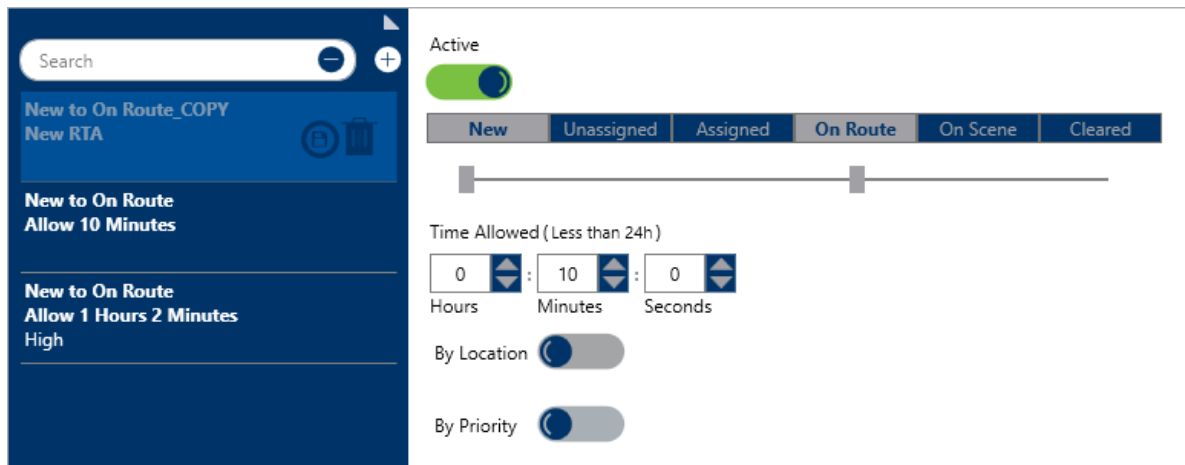 Search
New to On Route_COPY
New RTA
New to On Route
Allow 10 Minutes
New to On Route
Allow 1 Hours 2 Minutes
High
Active
New Unassigned Assigned On Route On Scene Cleared
Time Allowed (Less than 24h)
0 : 10 : 0
Hours Minutes Seconds
By Location
By Priority